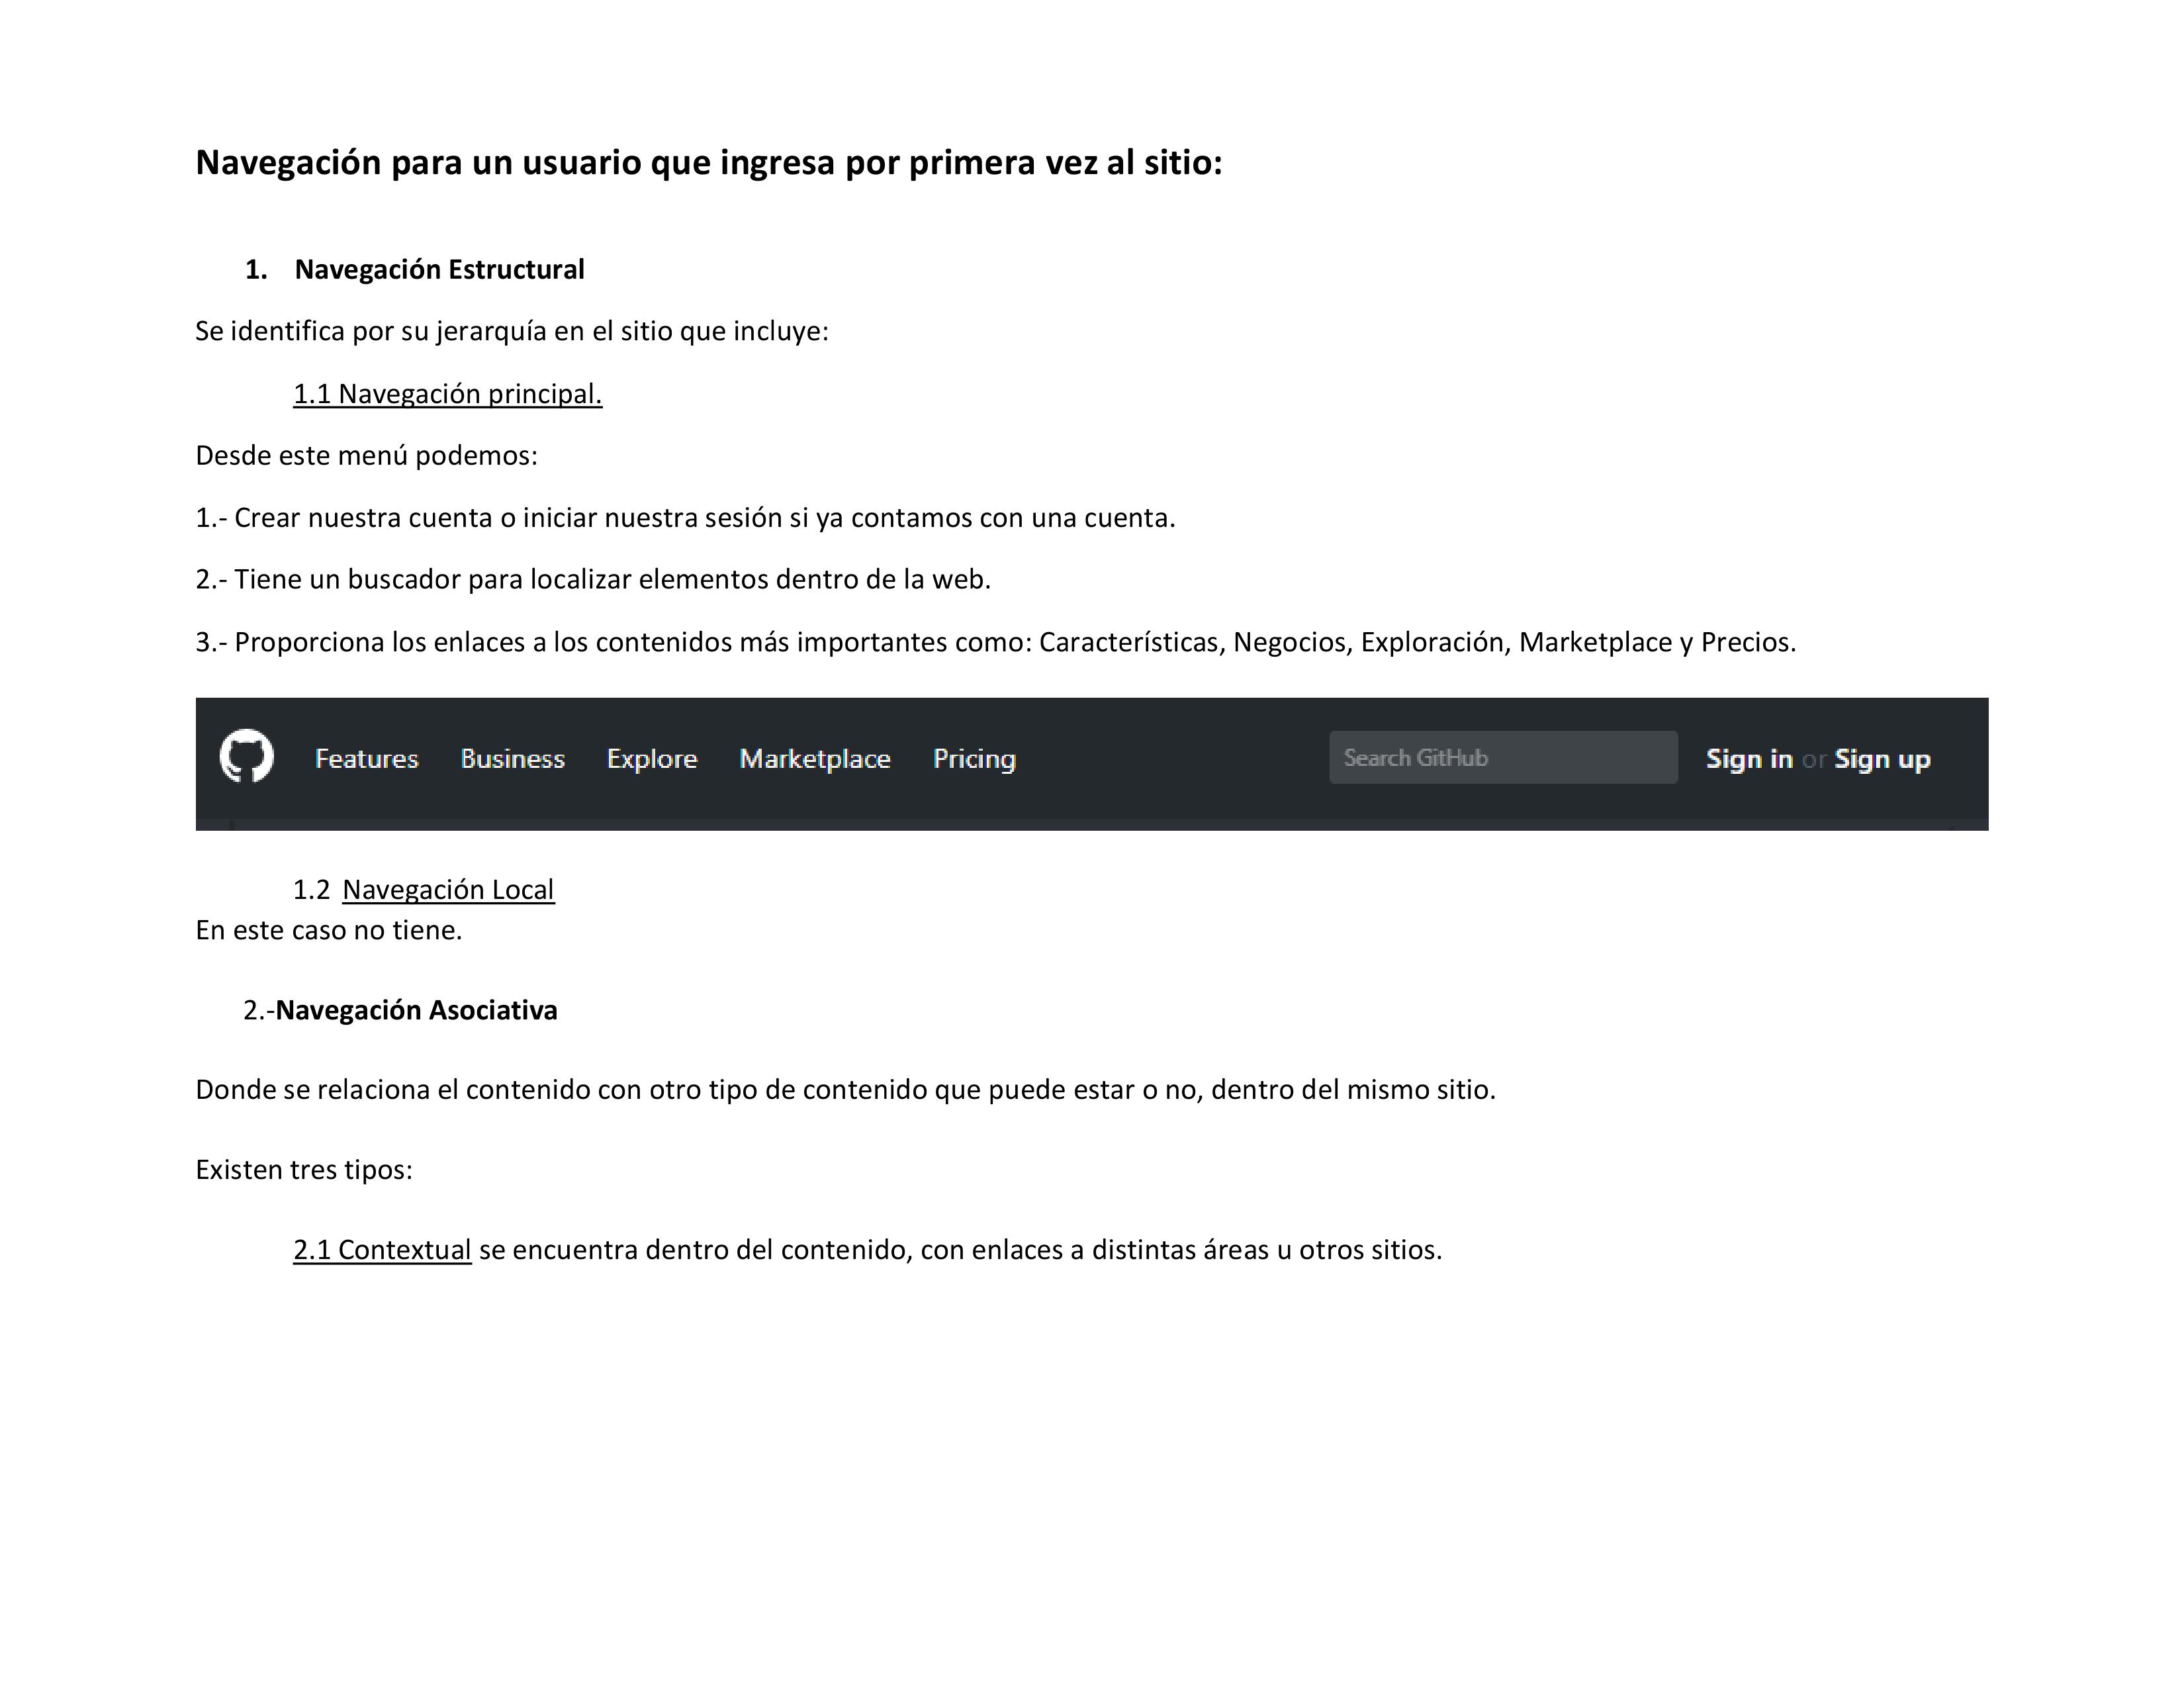 Navegación para un usuario que ingresa por primera vez al sitio:
1. Navegación Estructural
Se identifica por su jerarquía en el sitio que incluye:
1.1 Navegación principal.
Desde este menú podemos:
1.- Crear nuestra cuenta o iniciar nuestra sesión si ya contamos con una cuenta.
2.- Tiene un buscador para localizar elementos dentro de la web.
3.- Proporciona los enlaces a los contenidos más importantes como: Características, Negocios, Exploración, Marketplace y Precios.
Features Business Explore Marketplace Pricing Search GitHub Sign in or Sign up
1.2 Navegación Local
En este caso no tiene.
2.-Navegación Asociativa
Donde se relaciona el contenido con otro tipo de contenido que puede estar o no, dentro del mismo sitio.
Existen tres tipos:
2.1 Contextual se encuentra dentro del contenido, con enlaces a distintas áreas u otros sitios.